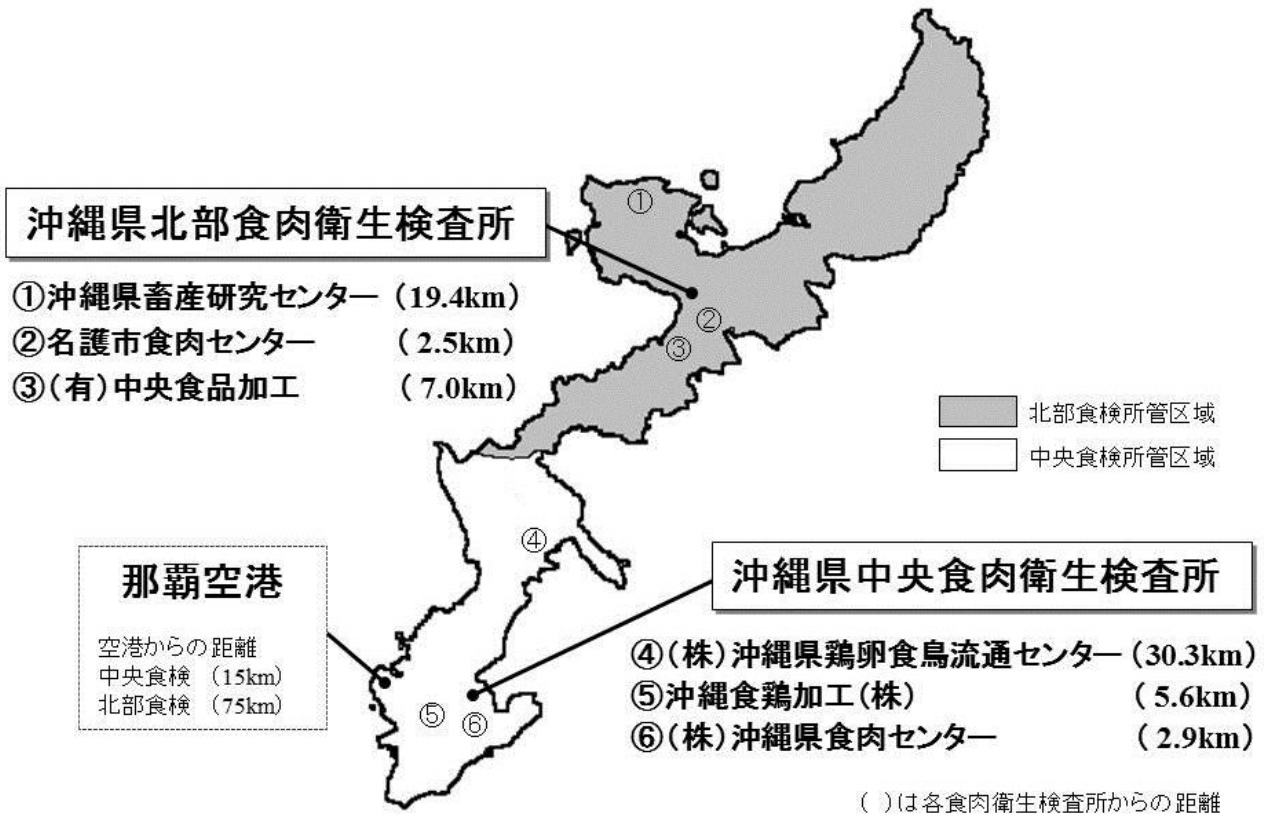 沖縄県北部食肉衛生検査所
①沖縄県畜産研究センター (19.4km)
②名護市食肉センター ( 2.5km)
③(有)中央食品加工 ( 7.0km)
①
②
③
北部食検所管区域
中央食検所管区域
④
那覇空港
空港からの距離
中央食検 (15km)
北部食検 (75km)
沖縄県中央食肉衛生検査所
④(株)沖縄県鶏卵食鳥流通センター (30.3km)
⑤沖縄食鶏加工(株) ( 5.6km)
⑥(株)沖縄県食肉センター ( 2.9km)
⑤
⑥
( )は各食肉衛生検査所からの距離